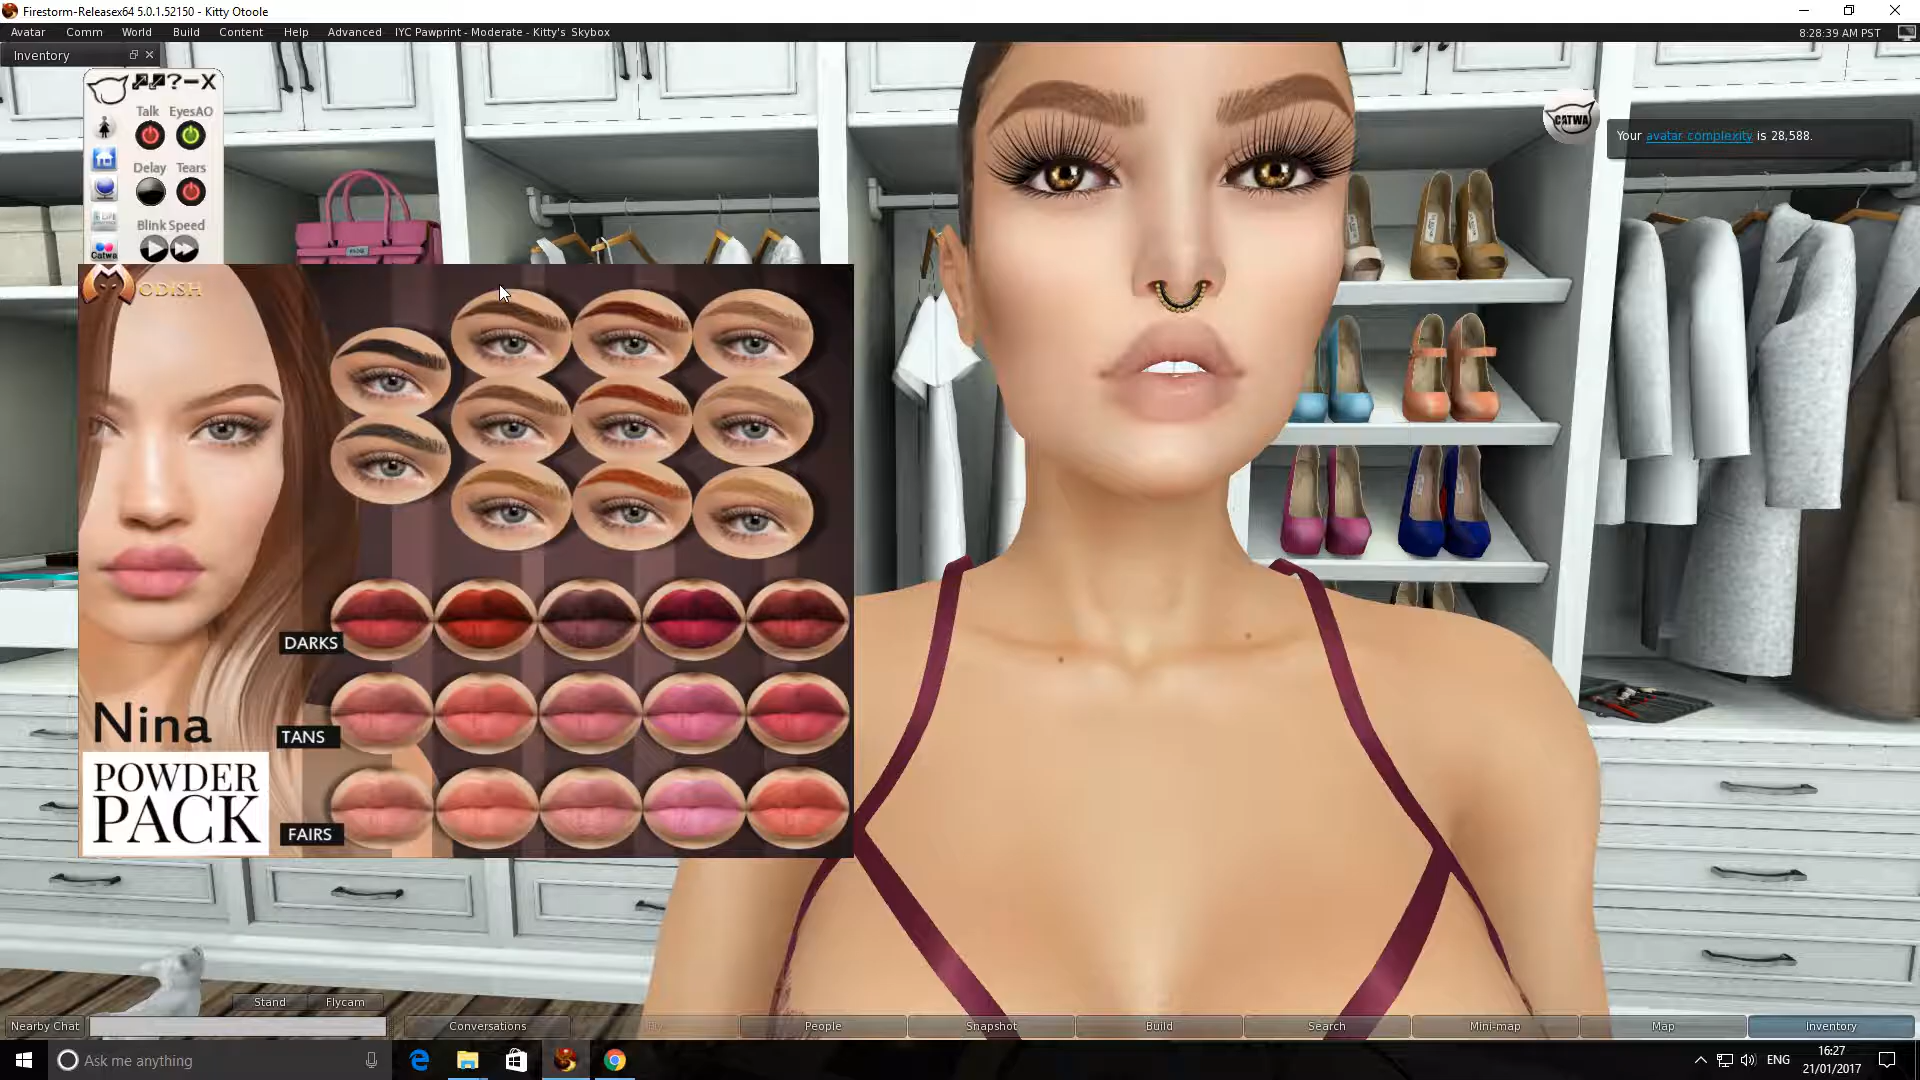 Firestorm-Releasex64 5.0.1.52150 - Kitty Otoole
Avatar Comm World Build Content Help Advanced IYC Pawprint - Moderate - Kitty's Skybox 8:28:39 AM PST
Inventory
?-X
Talk EyesAO
Delay Tears
Blink Speed
Catwa
CATWA
Your avatar complexity is 28,588.
ODISH
DARKS
TANS
FAIRS
Nina
POWDER
PACK
Stand Flycam
Nearby Chat Conversations Fly People Snapshot Build Search Mini-map Map Inventory
Ask me anything
ENG
16:27
21/01/2017